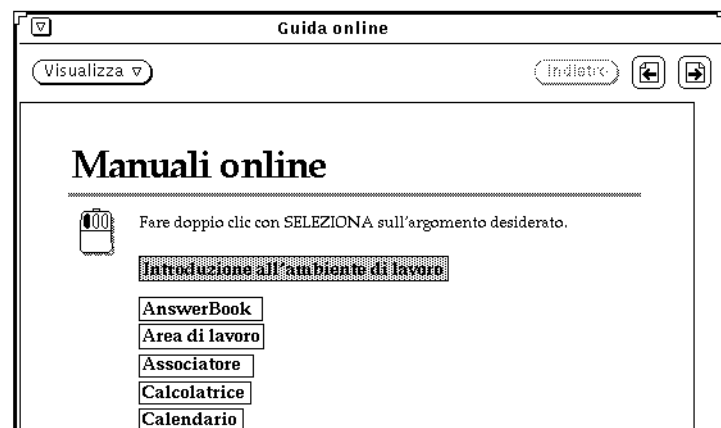 Guida online
Visualizza
Indietro
Manuali online
Fare doppio clic con SELEZIONA sull'argomento desiderato.
Introduzione all'ambiente di lavoro
AnswerBook
Area di lavoro
Associatore
Calcolatrice
Calendario